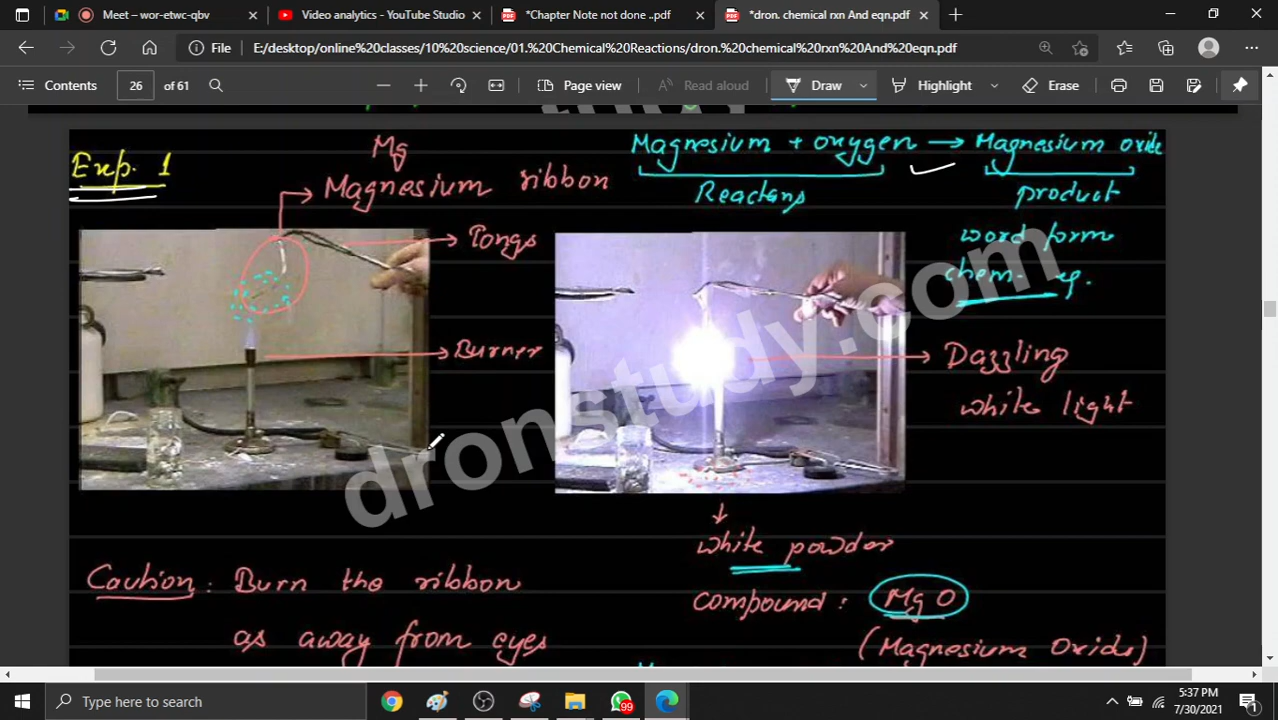 Meet – wor-etwc-qbv
Video analytics - YouTube Studio
*Chapter Note not done ..pdf
*dron. chemical rxn And eqn.pdf
File
E:/desktop/online%20classes/10%20science/01.%20Chemical%20Reactions/dron.%20chemical%20rxn%20And%20eqn.pdf
Contents
26
of 61
Page view
Read aloud
Draw
Highlight
Erase
Exp. 1
Mg
Magnesium ribbon
Magnesium + oxygen → Magnesium oxide
Reactans
product
word form
chem. eq.
Tongs
Burner
Dazzling
white light
dronstudy.com
white powder
compound : MgO
(Magnesium Oxide)
Caution : Burn the ribbon
as away from eyes
Type here to search
99
5:37 PM
7/30/2021
1